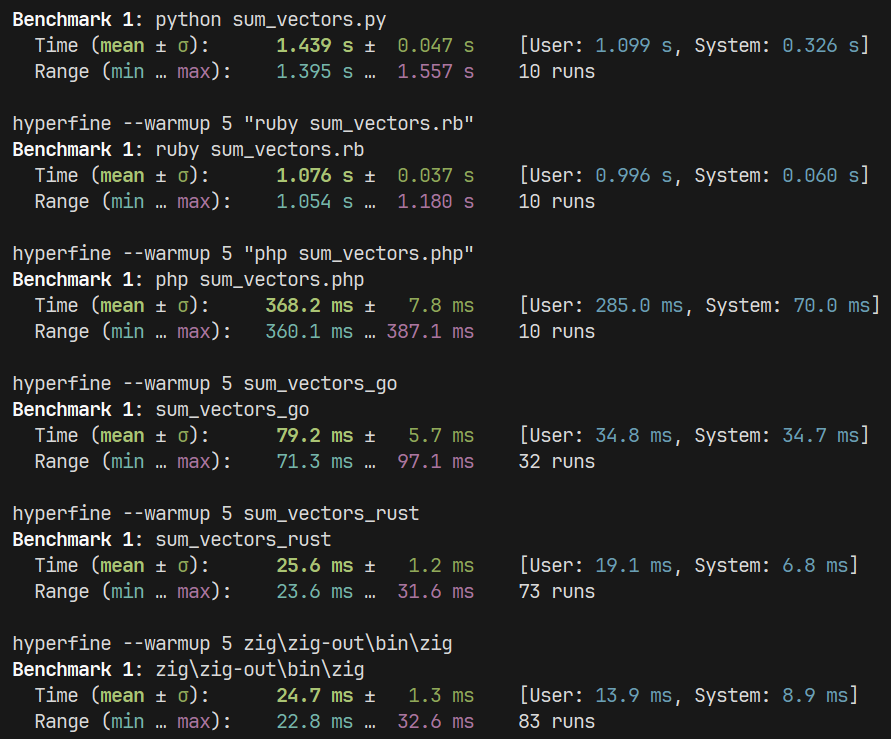 Benchmark 1: python sum_vectors.py
  Time (mean ± σ):      1.439 s ±  0.047 s    [User: 1.099 s, System: 0.326 s]
  Range (min … max):    1.395 s …  1.557 s    10 runs

hyperfine --warmup 5 "ruby sum_vectors.rb"
Benchmark 1: ruby sum_vectors.rb
  Time (mean ± σ):      1.076 s ±  0.037 s    [User: 0.996 s, System: 0.060 s]
  Range (min … max):    1.054 s …  1.180 s    10 runs

hyperfine --warmup 5 "php sum_vectors.php"
Benchmark 1: php sum_vectors.php
  Time (mean ± σ):     368.2 ms ±   7.8 ms    [User: 285.0 ms, System: 70.0 ms]
  Range (min … max):   360.1 ms … 387.1 ms    10 runs

hyperfine --warmup 5 sum_vectors_go
Benchmark 1: sum_vectors_go
  Time (mean ± σ):      79.2 ms ±   5.7 ms    [User: 34.8 ms, System: 34.7 ms]
  Range (min … max):    71.3 ms …  97.1 ms    32 runs

hyperfine --warmup 5 sum_vectors_rust
Benchmark 1: sum_vectors_rust
  Time (mean ± σ):      25.6 ms ±   1.2 ms    [User: 19.1 ms, System: 6.8 ms]
  Range (min … max):    23.6 ms …  31.6 ms    73 runs

hyperfine --warmup 5 zig\zig-out\bin\zig
Benchmark 1: zig\zig-out\bin\zig
  Time (mean ± σ):      24.7 ms ±   1.3 ms    [User: 13.9 ms, System: 8.9 ms]
  Range (min … max):    22.8 ms …  32.6 ms    83 runs